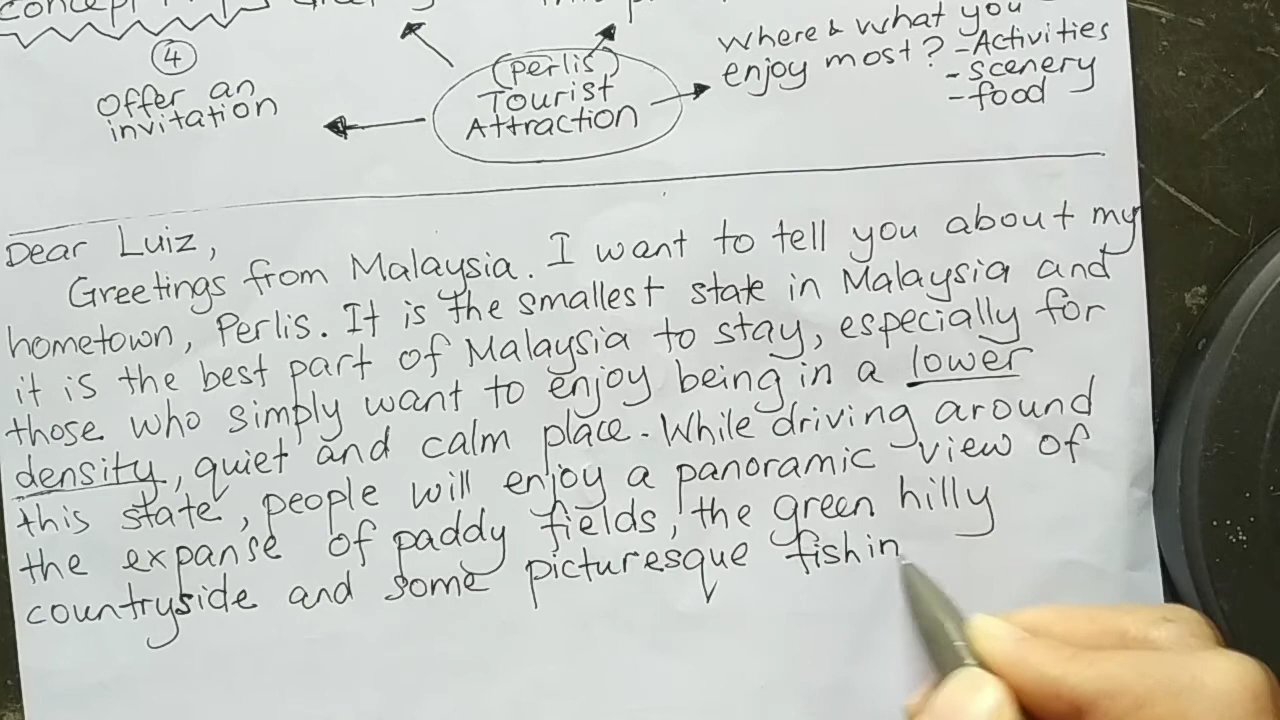 concept
④
Offer an
invitation
(Perlis)
Tourist
Attraction
where & what you
enjoy most? - Activities
- scenery
- food
Dear Luiz,
Greetings from Malaysia. I want to tell you about my
hometown, Perlis. It is the smallest state in Malaysia and
it is the best part of Malaysia to stay, especially for
those who simply want to enjoy being in a lower
density, quiet and calm place. While driving around
this state, people will enjoy a panoramic view of
the expanse of paddy fields, the green hilly
countryside and some picturesque fishin